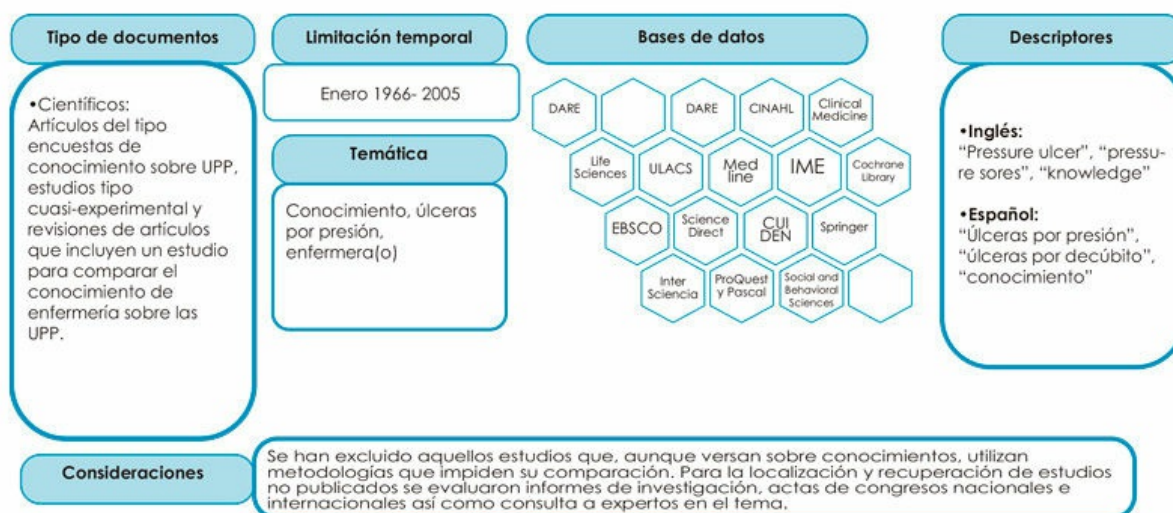 Tipo de documentos
•Científicos:
Artículos del tipo
encuestas de
conocimiento sobre UPP,
estudios tipo
cuasi-experimental y
revisiones de artículos
que incluyen un estudio
para comparar el
conocimiento de
enfermería sobre las
UPP.
Limitación temporal
Enero 1966- 2005
Temática
Conocimiento, úlceras
por presión,
enfermera(o)
Bases de datos
DARE
DARE
CINAHL
Clinical
Medicine
Life
Sciences
ULACS
Med
line
IME
Cochrane
Library
EBSCO
Science
Direct
CUI
DEN
Springer
Inter
Sciencia
ProQuest
y Pascal
Social and
Behavioral
Sciences
Descriptores
•Inglés:
“Pressure ulcer”, “pressu-
re sores”, “knowledge”
•Español:
“Úlceras por presión”,
“úlceras por decúbito”,
“conocimiento”
Consideraciones
Se han excluido aquellos estudios que, aunque versan sobre conocimientos, utilizan
metodologías que impiden su comparación. Para la localización y recuperación de estudios
no publicados se evaluaron informes de investigación, actas de congresos nacionales e
internacionales así como consulta a expertos en el tema.